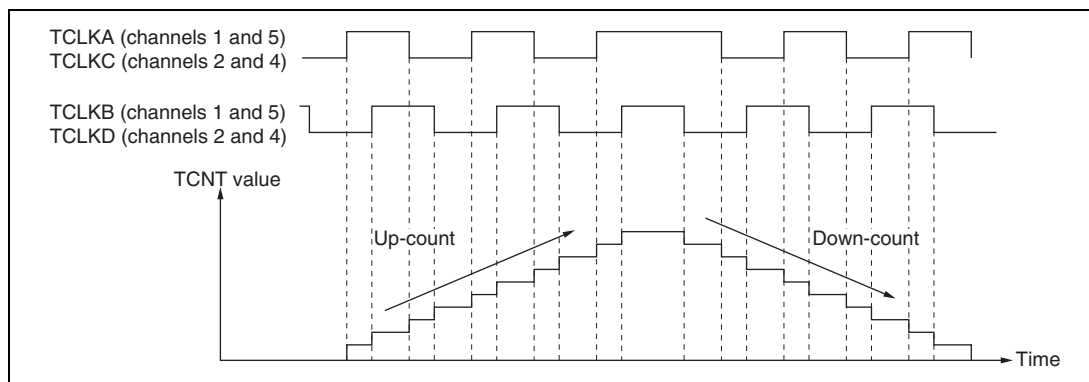 TCLKA (channels 1 and 5)
TCLKC (channels 2 and 4)
TCLKB (channels 1 and 5)
TCLKD (channels 2 and 4)
TCNT value
Up-count
Down-count
Time